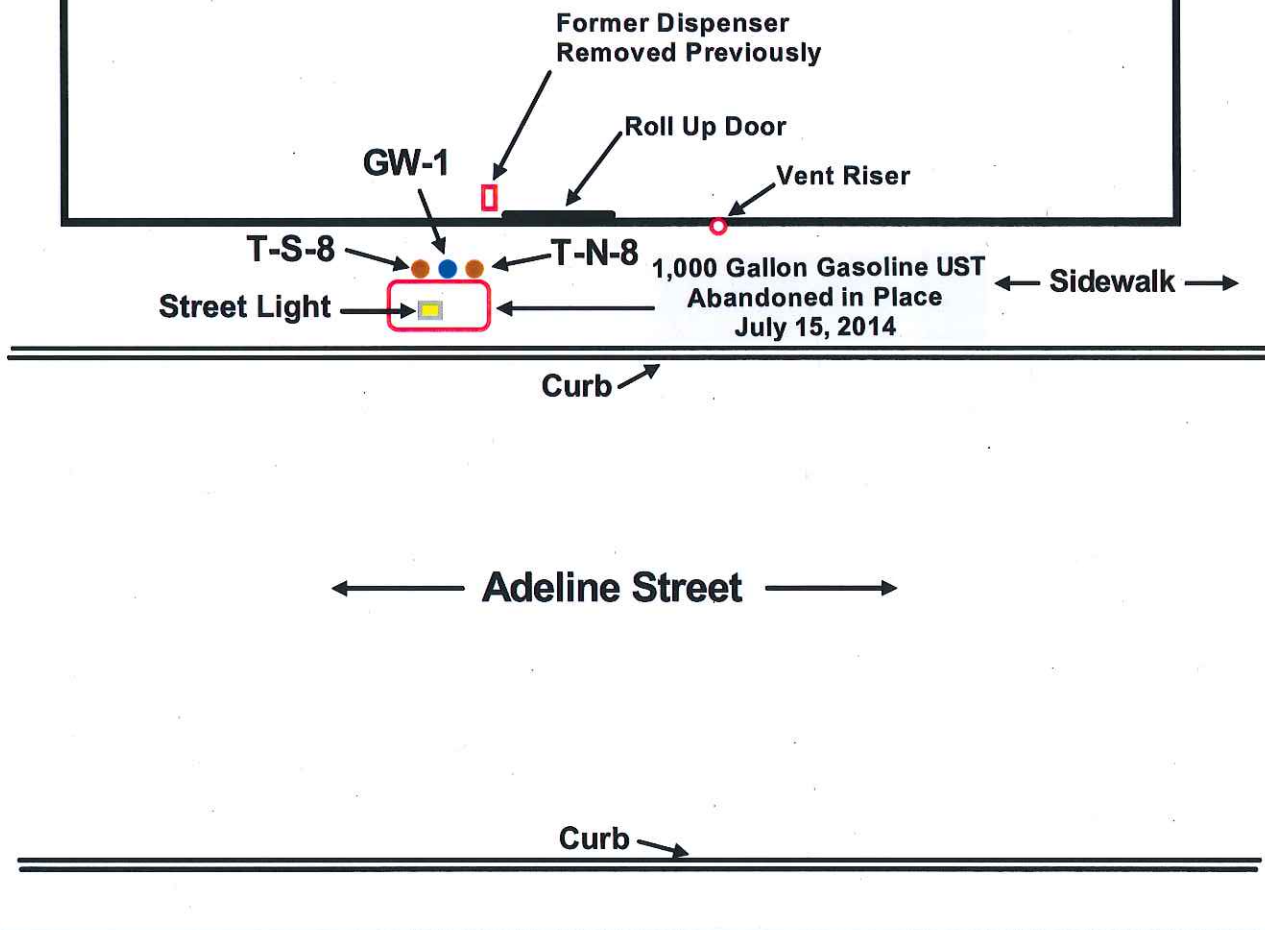 Former Dispenser
Removed Previously
Roll Up Door
GW-1
Vent Riser
T-S-8
T-N-8
1,000 Gallon Gasoline UST
Abandoned in Place
July 15, 2014
Sidewalk
Street Light
Curb
Adeline Street
Curb